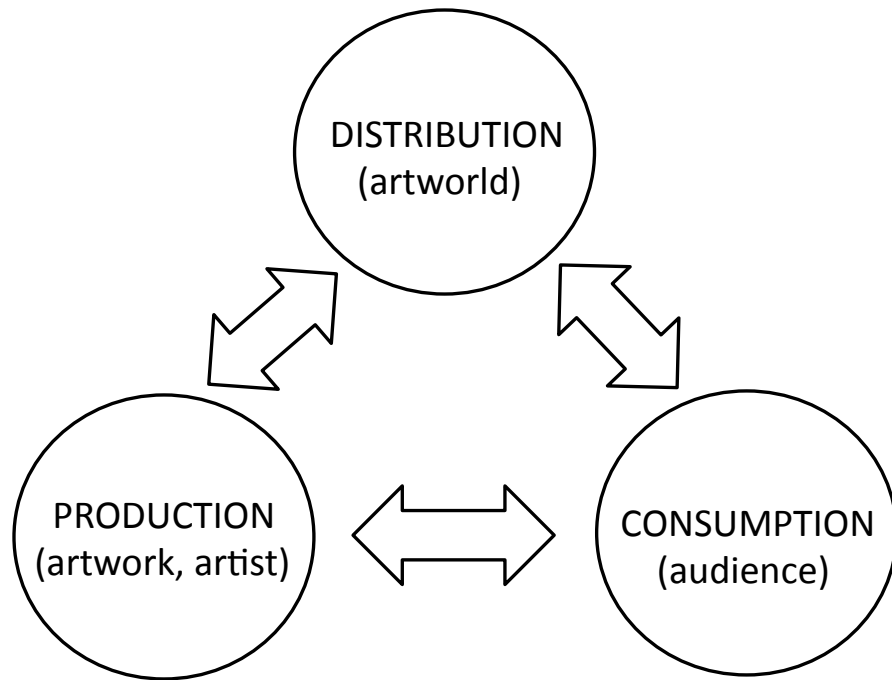 DISTRIBUTION
(artworld)
PRODUCTION
(artwork, artist)
CONSUMPTION
(audience)